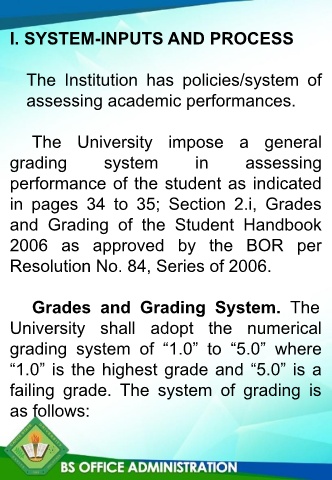 I. SYSTEM-INPUTS AND PROCESS
The Institution has policies/system of
assessing academic performances.
The University impose a general
grading system in assessing
performance of the student as indicated
in pages 34 to 35; Section 2.i, Grades
and Grading of the Student Handbook
2006 as approved by the BOR per
Resolution No. 84, Series of 2006.
Grades and Grading System. The
University shall adopt the numerical
grading system of “1.0” to “5.0” where
“1.0” is the highest grade and “5.0” is a
failing grade. The system of grading is
as follows:
BS OFFICE ADMINISTRATION